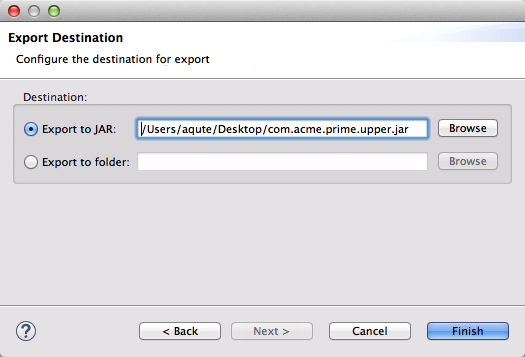 Export Destination
Configure the destination for export
Destination:
Export to JAR: /Users/aqute/Desktop/com.acme.prime.upper.jar Browse
Export to folder: Browse
? < Back Next > Cancel Finish